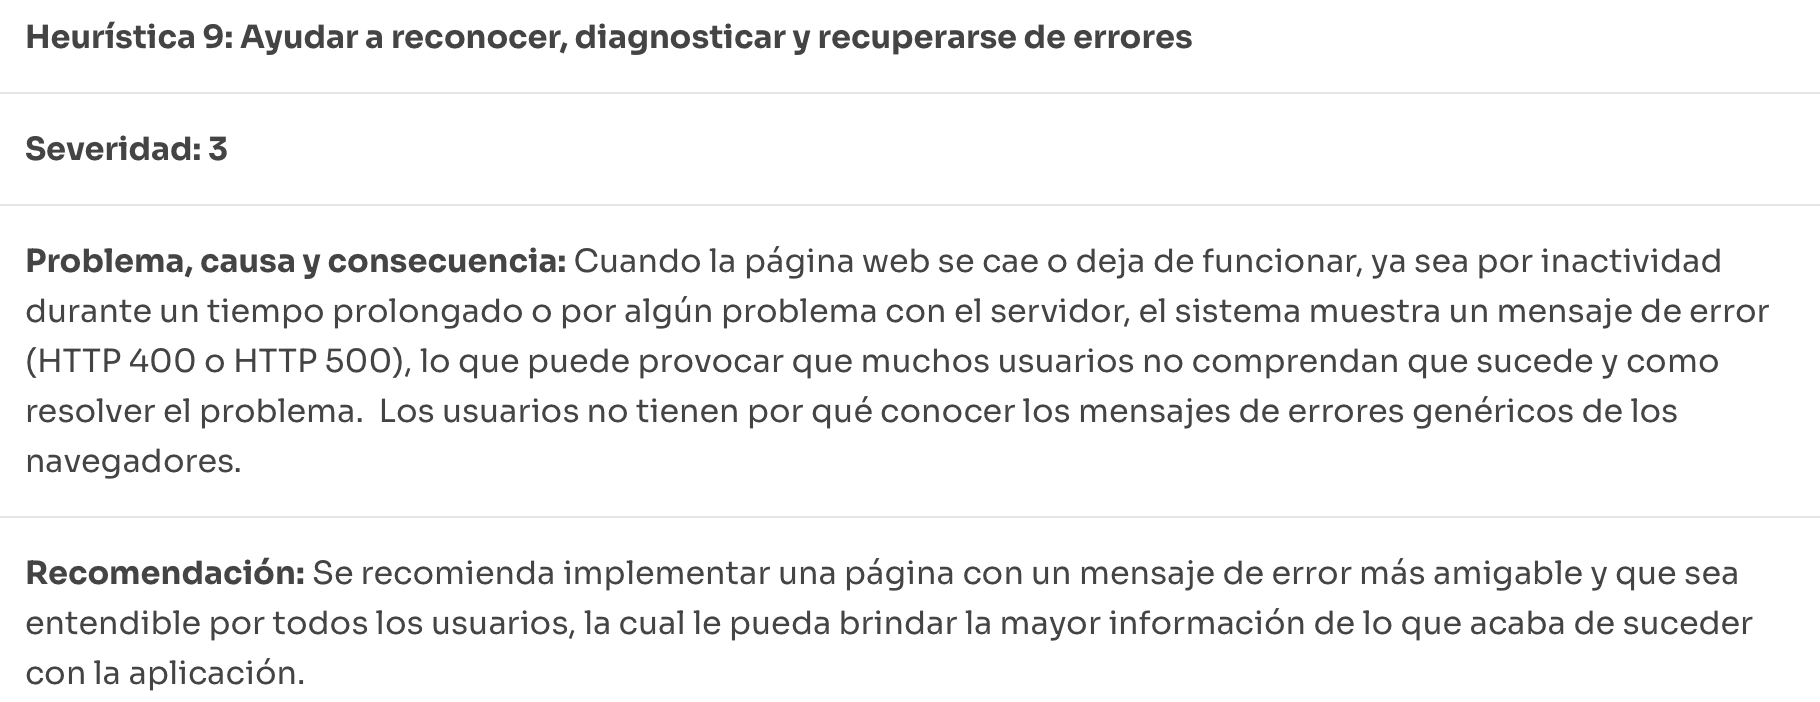 Heurística 9: Ayudar a reconocer, diagnosticar y recuperarse de errores
Severidad: 3
Problema, causa y consecuencia: Cuando la página web se cae o deja de funcionar, ya sea por inactividad
durante un tiempo prolongado o por algún problema con el servidor, el sistema muestra un mensaje de error
(HTTP 400 o HTTP 500), lo que puede provocar que muchos usuarios no comprendan que sucede y como
resolver el problema.  Los usuarios no tienen por qué conocer los mensajes de errores genéricos de los
navegadores.
Recomendación: Se recomienda implementar una página con un mensaje de error más amigable y que sea
entendible por todos los usuarios, la cual le pueda brindar la mayor información de lo que acaba de suceder
con la aplicación.